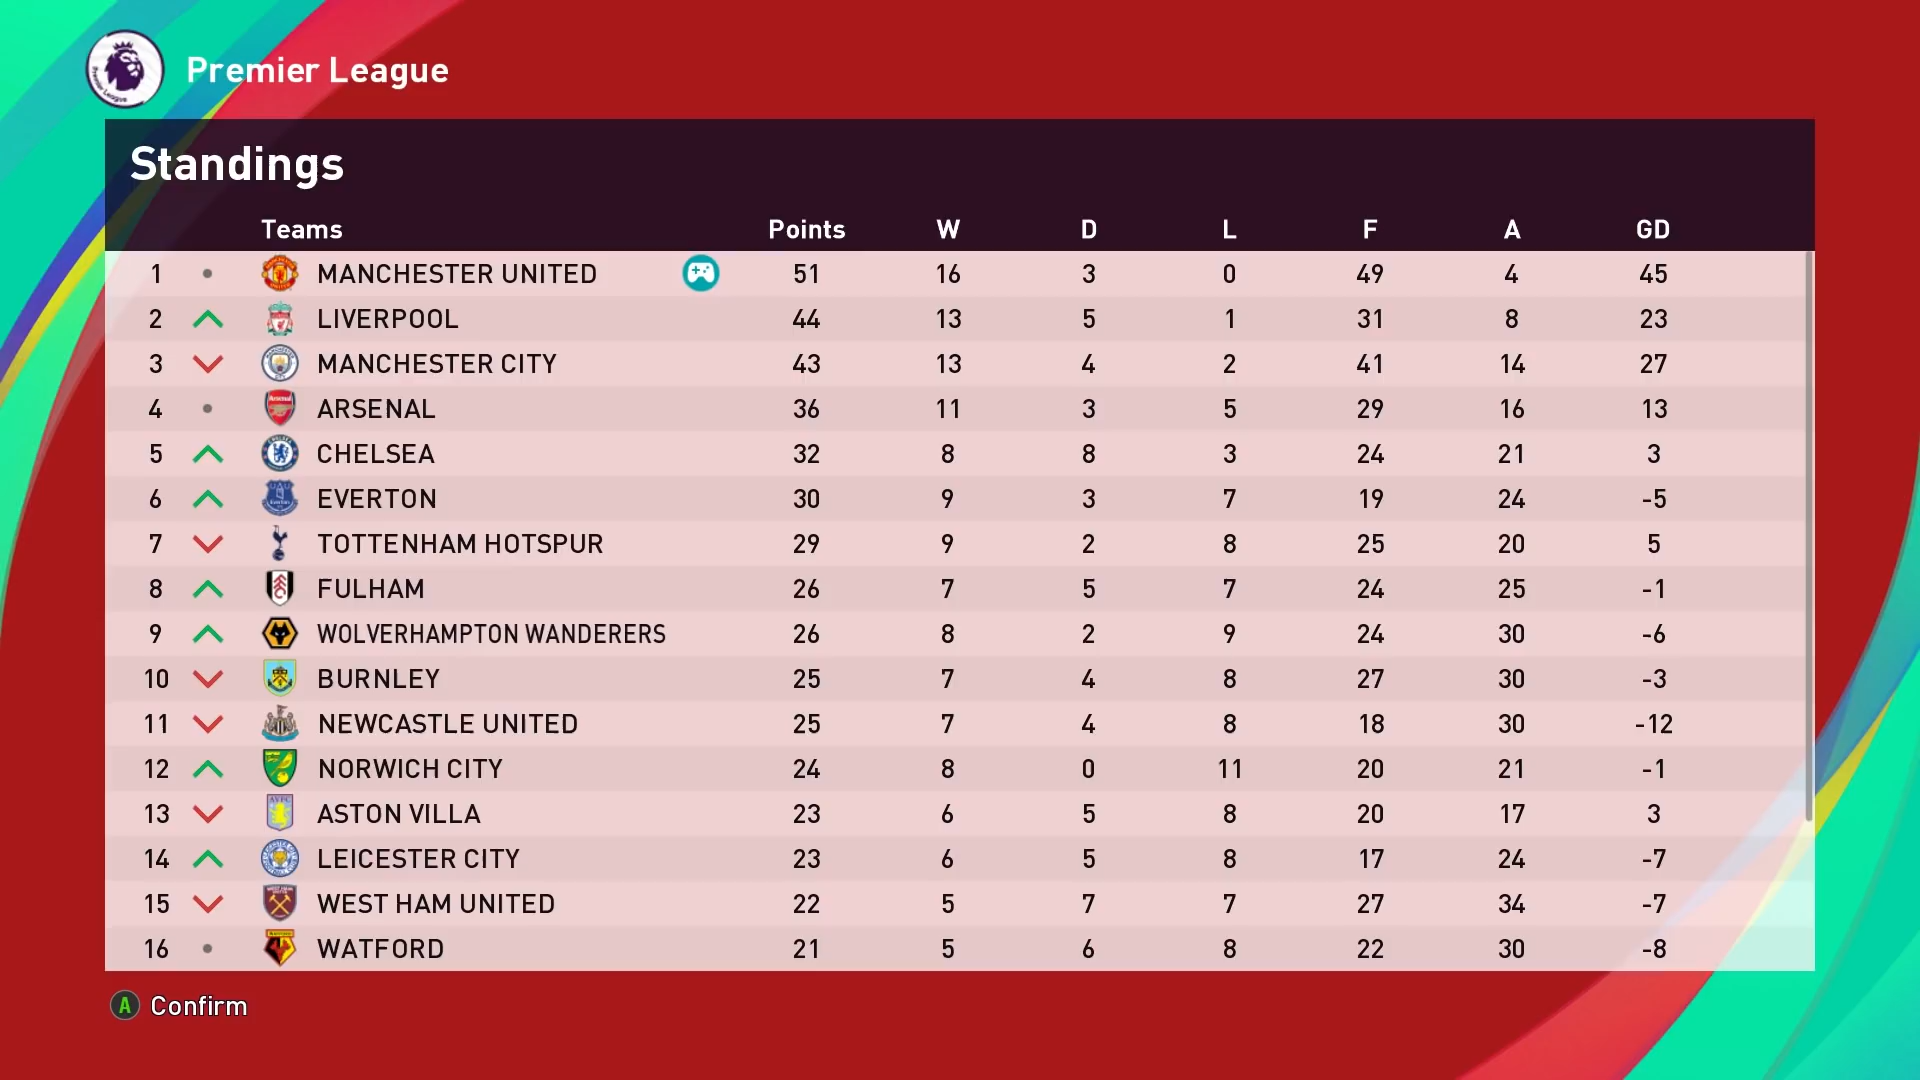 Premier League
Standings
Teams Points W D L F A GD
1 MANCHESTER UNITED 51 16 3 0 49 4 45
2 LIVERPOOL 44 13 5 1 31 8 23
3 MANCHESTER CITY 43 13 4 2 41 14 27
4 ARSENAL 36 11 3 5 29 16 13
5 CHELSEA 32 8 8 3 24 21 3
6 EVERTON 30 9 3 7 19 24 -5
7 TOTTENHAM HOTSPUR 29 9 2 8 25 20 5
8 FULHAM 26 7 5 7 24 25 -1
9 WOLVERHAMPTON WANDERERS 26 8 2 9 24 30 -6
10 BURNLEY 25 7 4 8 27 30 -3
11 NEWCASTLE UNITED 25 7 4 8 18 30 -12
12 NORWICH CITY 24 8 0 11 20 21 -1
13 ASTON VILLA 23 6 5 8 20 17 3
14 LEICESTER CITY 23 6 5 8 17 24 -7
15 WEST HAM UNITED 22 5 7 7 27 34 -7
16 WATFORD 21 5 6 8 22 30 -8
A Confirm